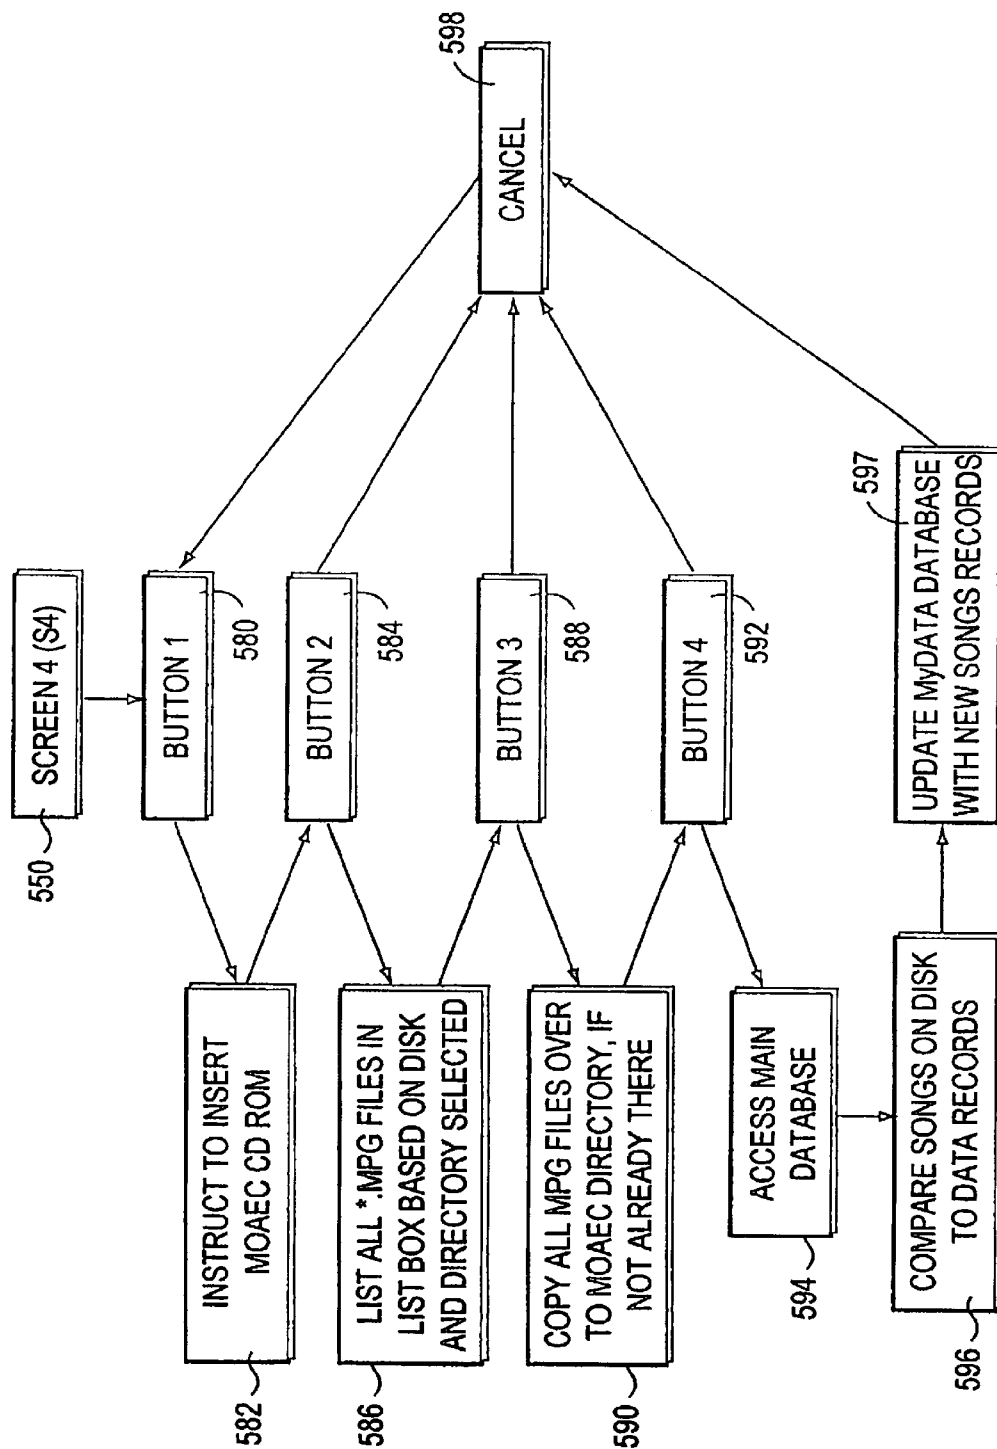 SCREEN 4 (S4)
550
BUTTON 1
580
INSTRUCT TO INSERT
MOAEC CD ROM
582
BUTTON 2
584
LIST ALL *.MPG FILES IN
LIST BOX BASED ON DISK
AND DIRECTORY SELECTED
586
BUTTON 3
588
COPY ALL MPG FILES OVER
TO MOAEC DIRECTORY, IF
NOT ALREADY THERE
590
BUTTON 4
592
ACCESS MAIN
DATABASE
594
COMPARE SONGS ON DISK
TO DATA RECORDS
596
UPDATE MyDATA DATABASE
WITH NEW SONGS RECORDS
597
CANCEL
598